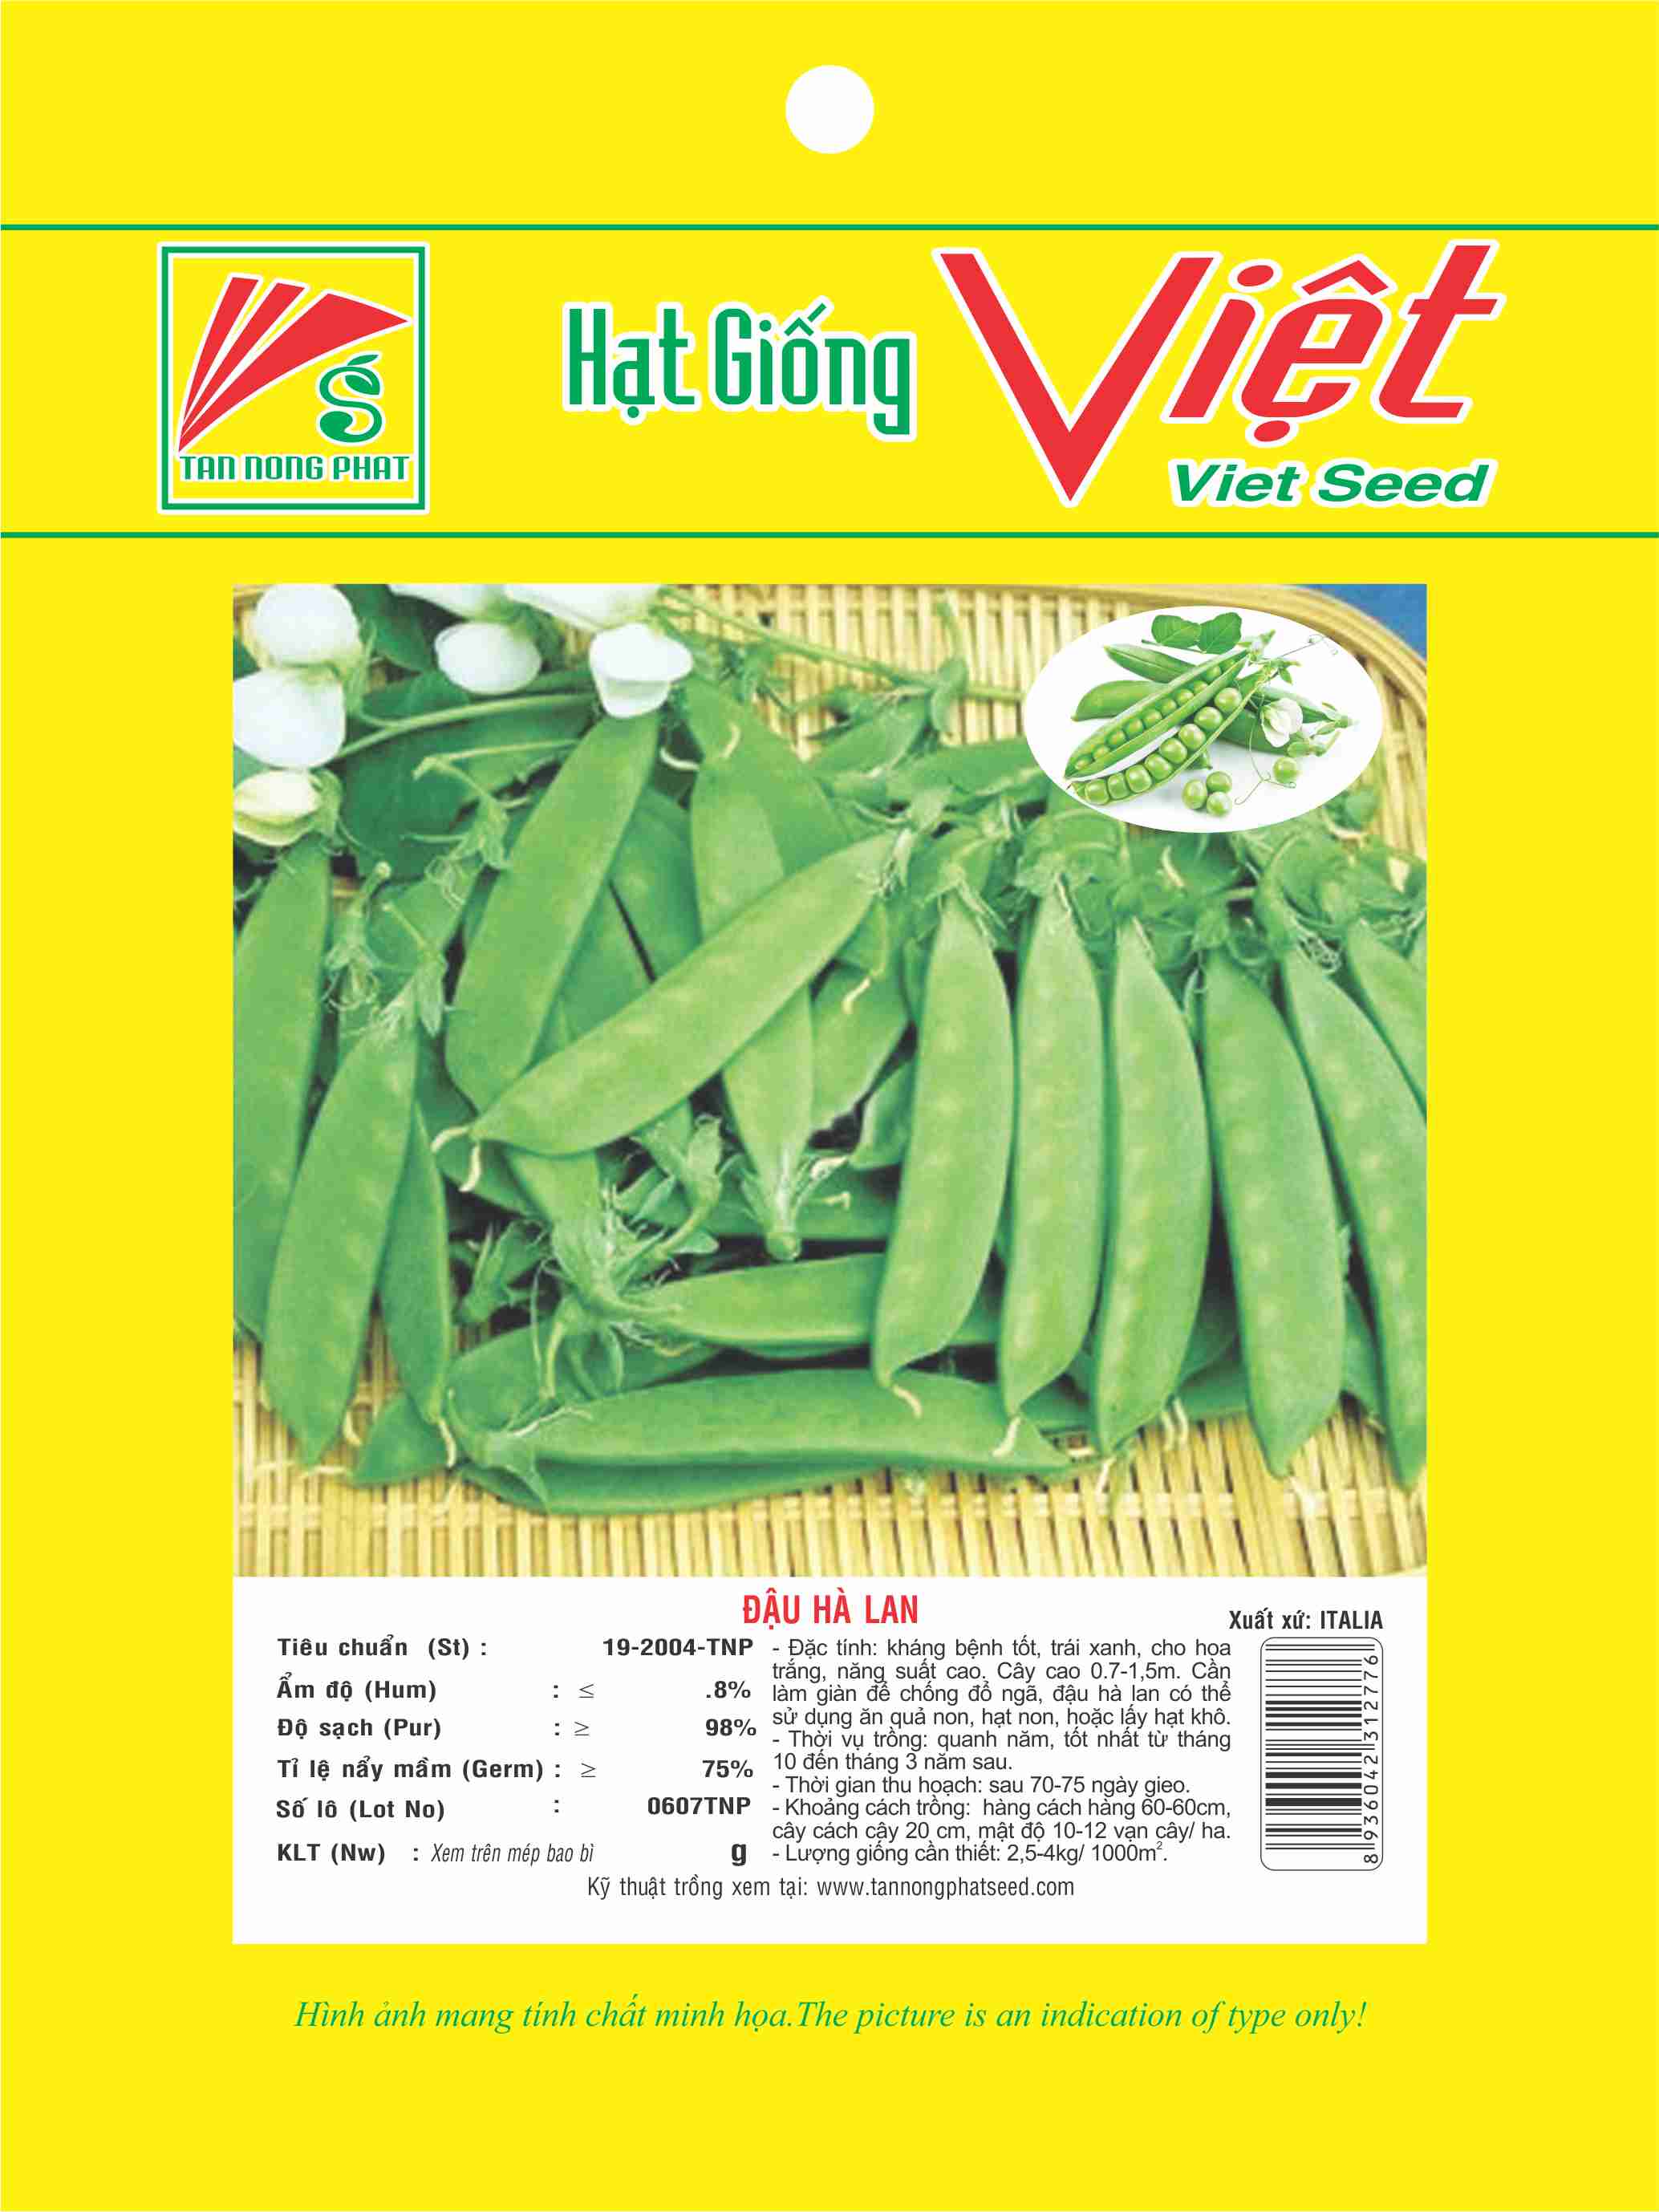 Hạt Giống Việt
Viet Seed
TAN NONG PHAT
ĐẬU HÀ LAN
Xuất xứ: ITALIA
Tiêu chuẩn (St) : 19-2004-TNP
Ẩm độ (Hum) : ≤ .8%
Độ sạch (Pur) : ≥ 98%
Tỉ lệ nẩy mầm (Germ) : ≥ 75%
Số lô (Lot No) : 0607TNP
KLT (Nw) : Xem trên mép bao bì g
- Đặc tính: kháng bệnh tốt, trái xanh, cho hoa
trắng, năng suất cao. Cây cao 0.7-1,5m. Cần
làm giàn để chống đổ ngã, đậu hà lan có thể
sử dụng ăn quả non, hạt non, hoặc lấy hạt khô.
- Thời vụ trồng: quanh năm, tốt nhất từ tháng
10 đến tháng 3 năm sau.
- Thời gian thu hoạch: sau 70-75 ngày gieo.
- Khoảng cách trồng: hàng cách hàng 60-60cm,
cây cách cây 20 cm, mật độ 10-12 vạn cây/ ha.
- Lượng giống cần thiết: 2,5-4kg/ 1000m².
8 936042 312776
Kỹ thuật trồng xem tại: www.tannongphatseed.com
Hình ảnh mang tính chất minh họa.The picture is an indication of type only!